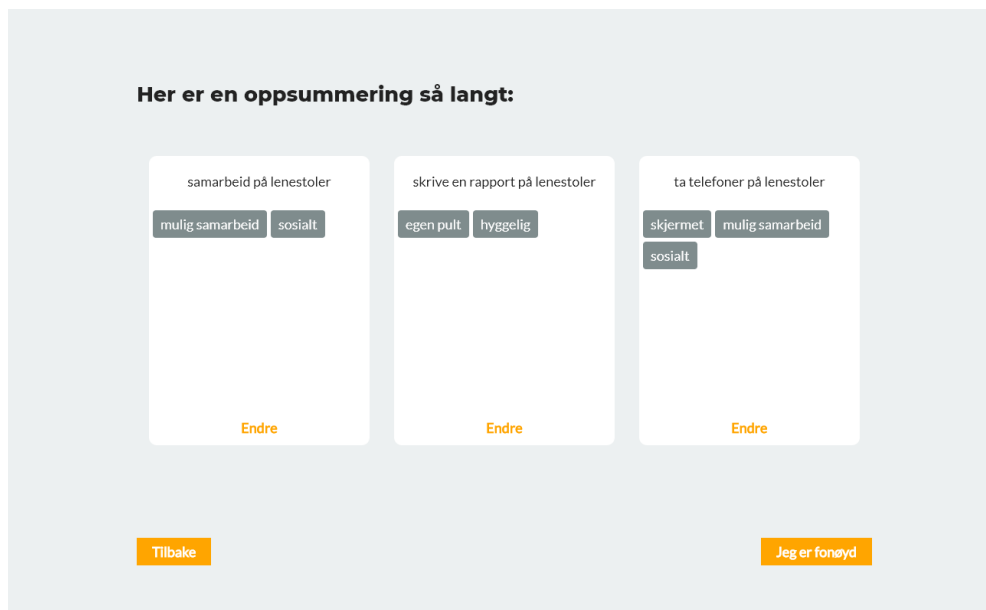 Her er en oppsummering så langt:
samarbeid på lenestoler
mulig samarbeid sosialt
Endre
skrive en rapport på lenestoler
egen pult hyggelig
Endre
ta telefoner på lenestoler
skjermet mulig samarbeid
sosialt
Endre
Tilbake
Jeg er fonøyd